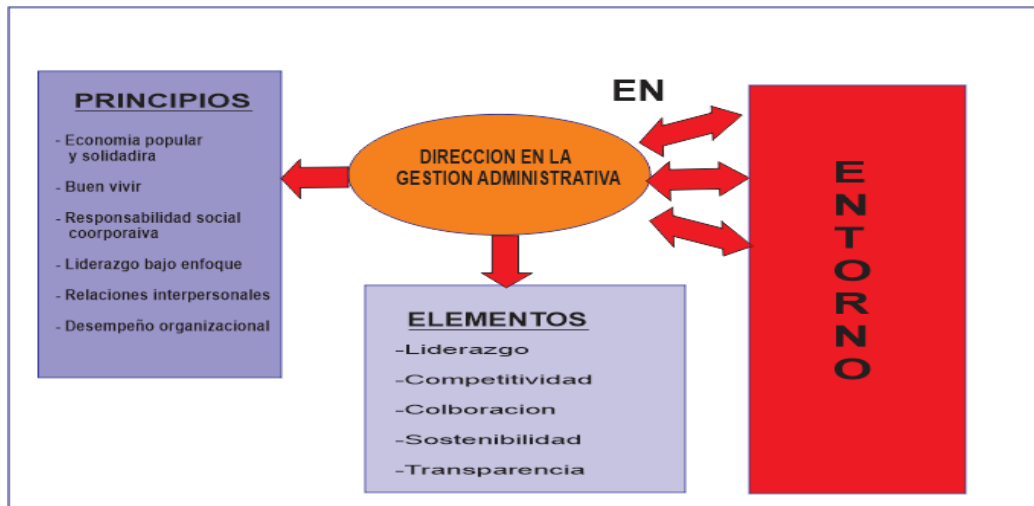 PRINCIPIOS
- Economia popular
y solidadira
- Buen vivir
- Responsabilidad social
coorporaiva
- Liderazgo bajo enfoque
- Relaciones interpersonales
- Desempeño organizacional
DIRECCION EN LA
GESTION ADMINISTRATIVA
EN
ENTORNO
ELEMENTOS
-Liderazgo
-Competitividad
-Colboracion
-Sostenibilidad
-Transparencia